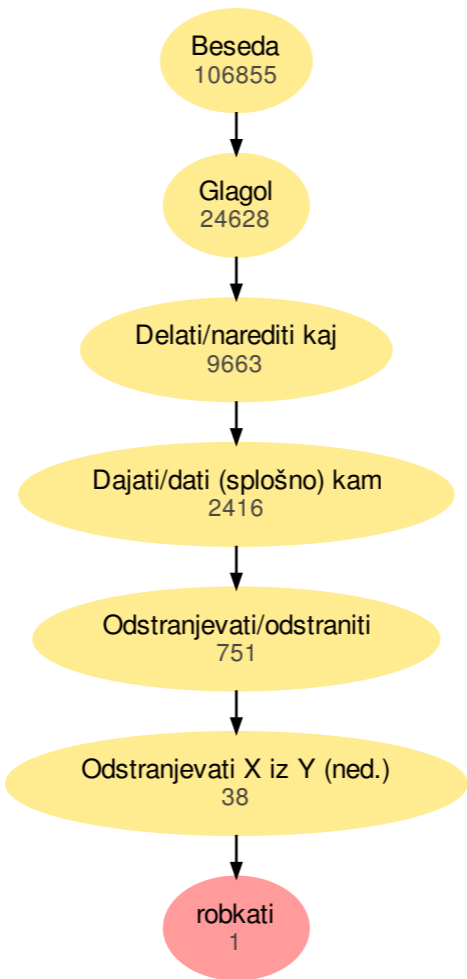 Beseda
106855
Glagol
24628
Delati/narediti kaj
9663
Dajati/dati (splošno) kam
2416
Odstranjevati/odstraniti
751
Odstranjevati X iz Y (ned.)
38
robkati
1